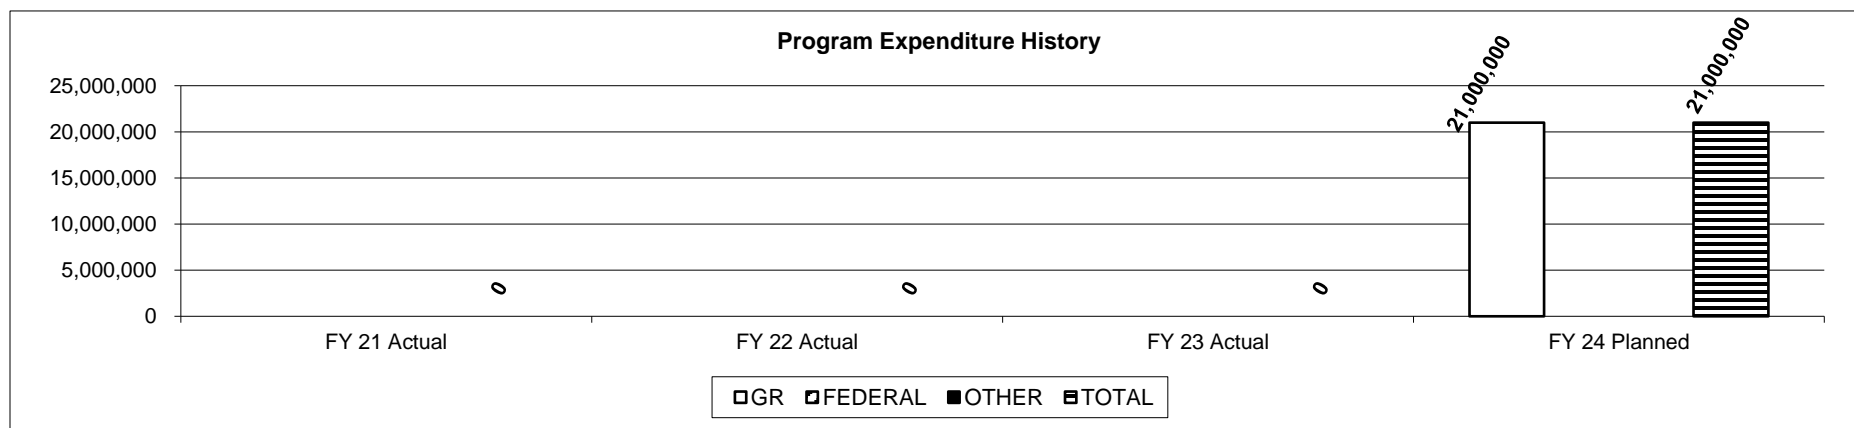 Program Expenditure History
21,000,000
21,000,000
25,000,000
20,000,000
15,000,000
10,000,000
5,000,000
0
0
0
0
FY 21 Actual
FY 22 Actual
FY 23 Actual
FY 24 Planned
GR FEDERAL OTHER TOTAL